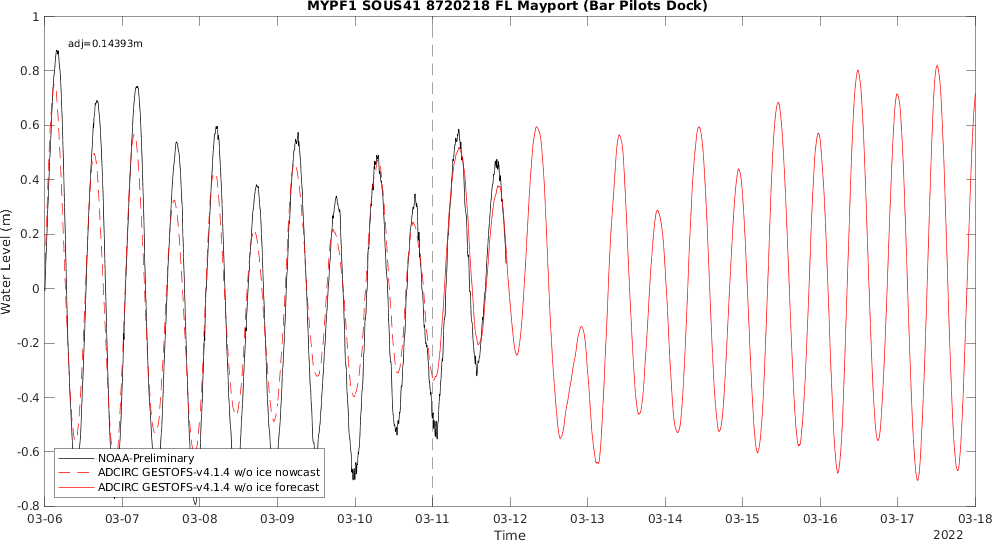 MYPF1 SOUS41 8720218 FL Mayport (Bar Pilots Dock)
adj=0.14393m
1
0.8
0.6
0.4
0.2
0
-0.2
-0.4
-0.6
-0.8
Water Level (m)
NOAA-Preliminary
ADCIRC GESTOFS-v4.1.4 w/o ice nowcast
ADCIRC GESTOFS-v4.1.4 w/o ice forecast
03-06 03-07 03-08 03-09 03-10 03-11 03-12 03-13 03-14 03-15 03-16 03-17 03-18
Time
2022